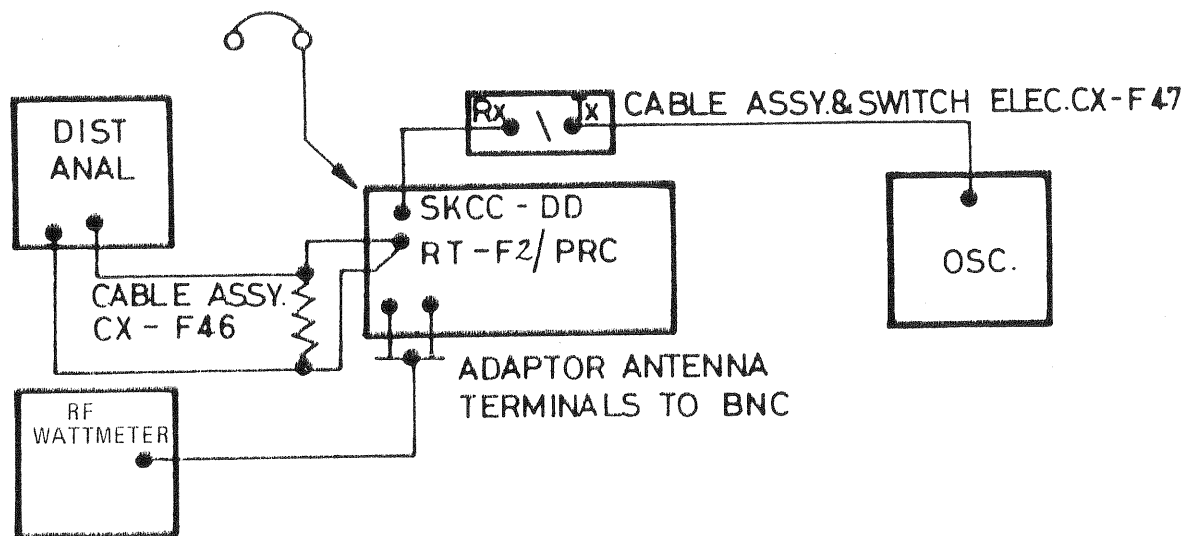 DIST
ANAL
Rx Tx CABLE ASSY.& SWITCH ELEC.CX-F47
SKCC - DD
RT-F2/PRC
OSC.
CABLE ASSY.
CX - F46
ADAPTOR ANTENNA
TERMINALS TO BNC
RF
WATTMETER